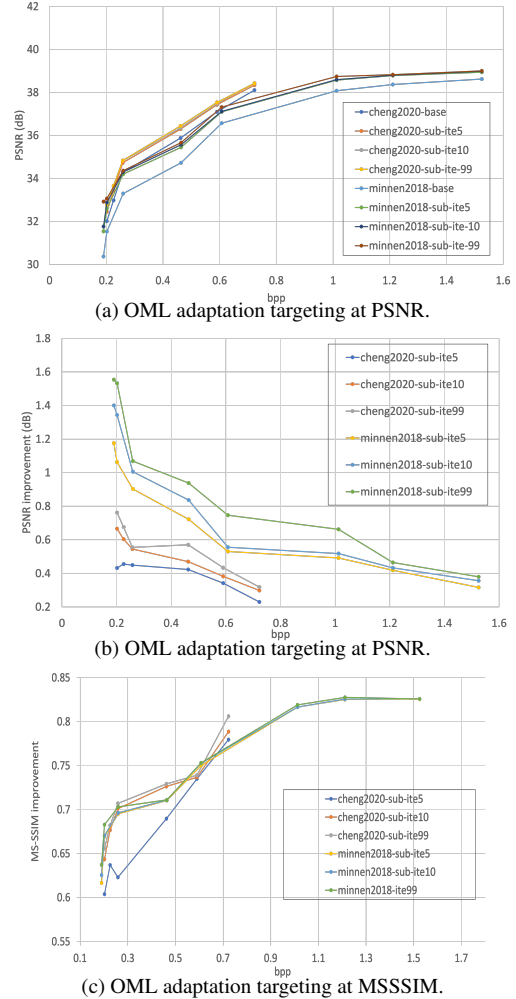 42
40
38
36
34
32
30
PSNR (dB)
cheng2020-base
cheng2020-sub-ite5
cheng2020-sub-ite10
cheng2020-sub-ite-99
minnen2018-base
minnen2018-sub-ite5
minnen2018-sub-ite-10
minnen2018-sub-ite-99
0 0.2 0.4 0.6 0.8 1 1.2 1.4 1.6
bpp
(a) OML adaptation targeting at PSNR.
1.8
1.6
1.4
1.2
1
0.8
0.6
0.4
0.2
PSNR improvement (dB)
cheng2020-sub-ite5
cheng2020-sub-ite10
cheng2020-sub-ite99
minnen2018-sub-ite5
minnen2018-sub-ite10
minnen2018-sub-ite99
0 0.2 0.4 0.6 0.8 1 1.2 1.4 1.6
bpp
(b) OML adaptation targeting at PSNR.
0.85
0.8
0.75
0.7
0.65
0.6
0.55
MS-SSIM improvement
cheng2020-sub-ite5
cheng2020-sub-ite10
cheng2020-sub-ite99
minnen2018-sub-ite5
minnen2018-sub-ite10
minnen2018-ite99
0.1 0.3 0.5 0.7 0.9 1.1 1.3 1.5 1.7
bpp
(c) OML adaptation targeting at MSSSIM.